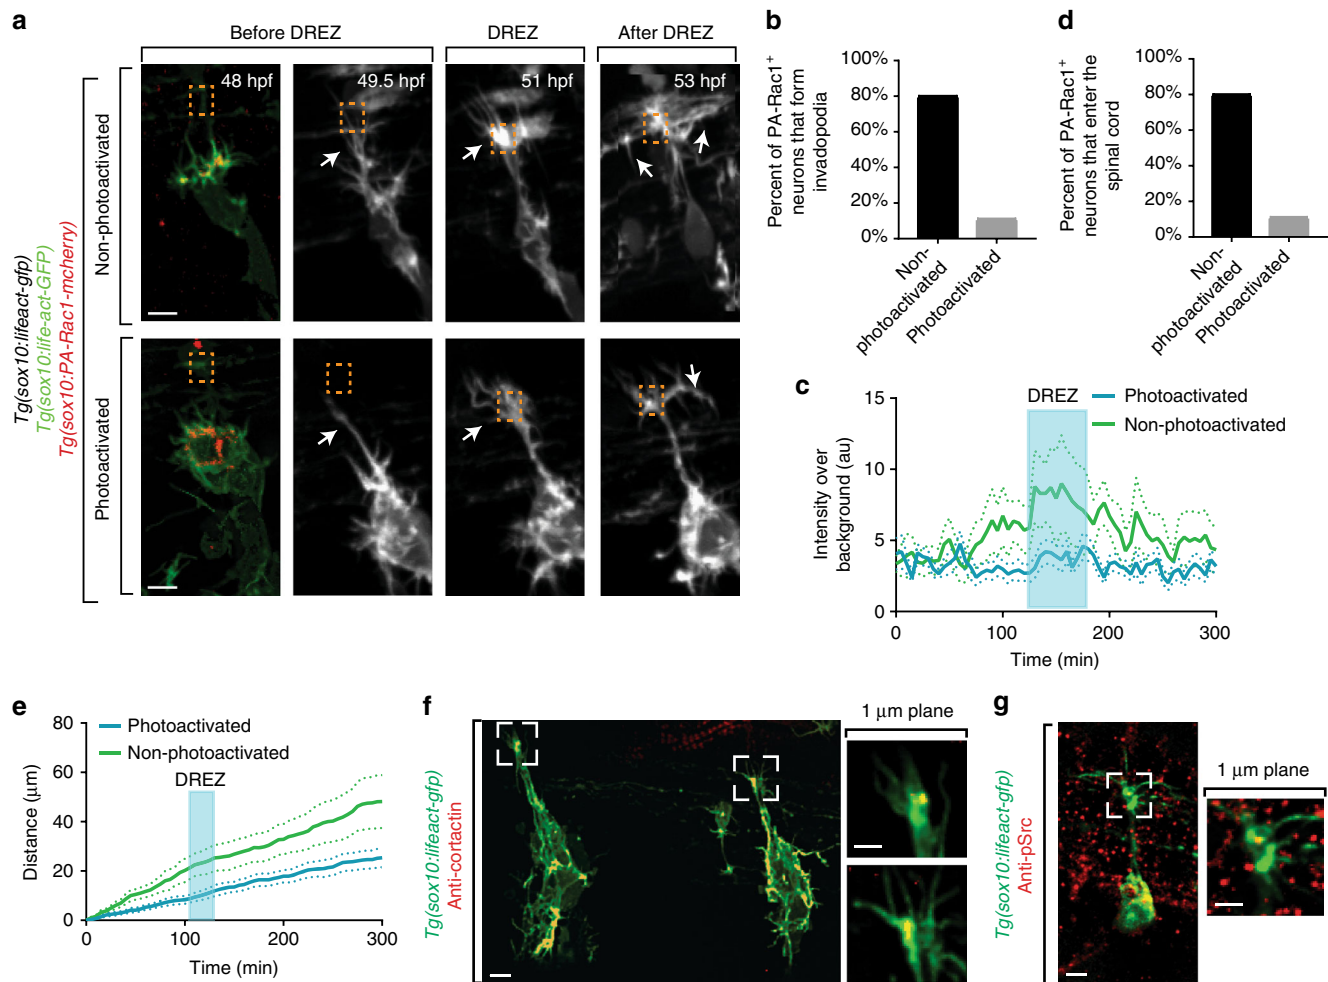 a
Before DREZ
DREZ
After DREZ
Tg(sox10:lifeact-gfp)
Tg(sox10:life-act-GFP)
Tg(sox10:PA-Rac1-mcherry)
Non-photoactivated
48 hpf
49.5 hpf
51 hpf
53 hpf
Photoactivated
b
Percent of PA-Rac1+
neurons that form
invadopodia
100%
80%
60%
40%
20%
0%
Non-
photoactivated
Photoactivated
d
Percent of PA-Rac1+
neurons that enter the
spinal cord
100%
80%
60%
40%
20%
0%
Non-
photoactivated
Photoactivated
c
Intensity over
background (au)
15
10
5
0
DREZ
Photoactivated
Non-photoactivated
0
100
200
300
Time (min)
e
Distance (μm)
80
60
40
20
0
Photoactivated
Non-photoactivated
DREZ
0
100
200
300
Time (min)
f
Tg(sox10:lifeact-gfp)
Anti-cortactin
1 μm plane
g
Tg(sox10:lifeact-gfp)
Anti-pSrc
1 μm plane